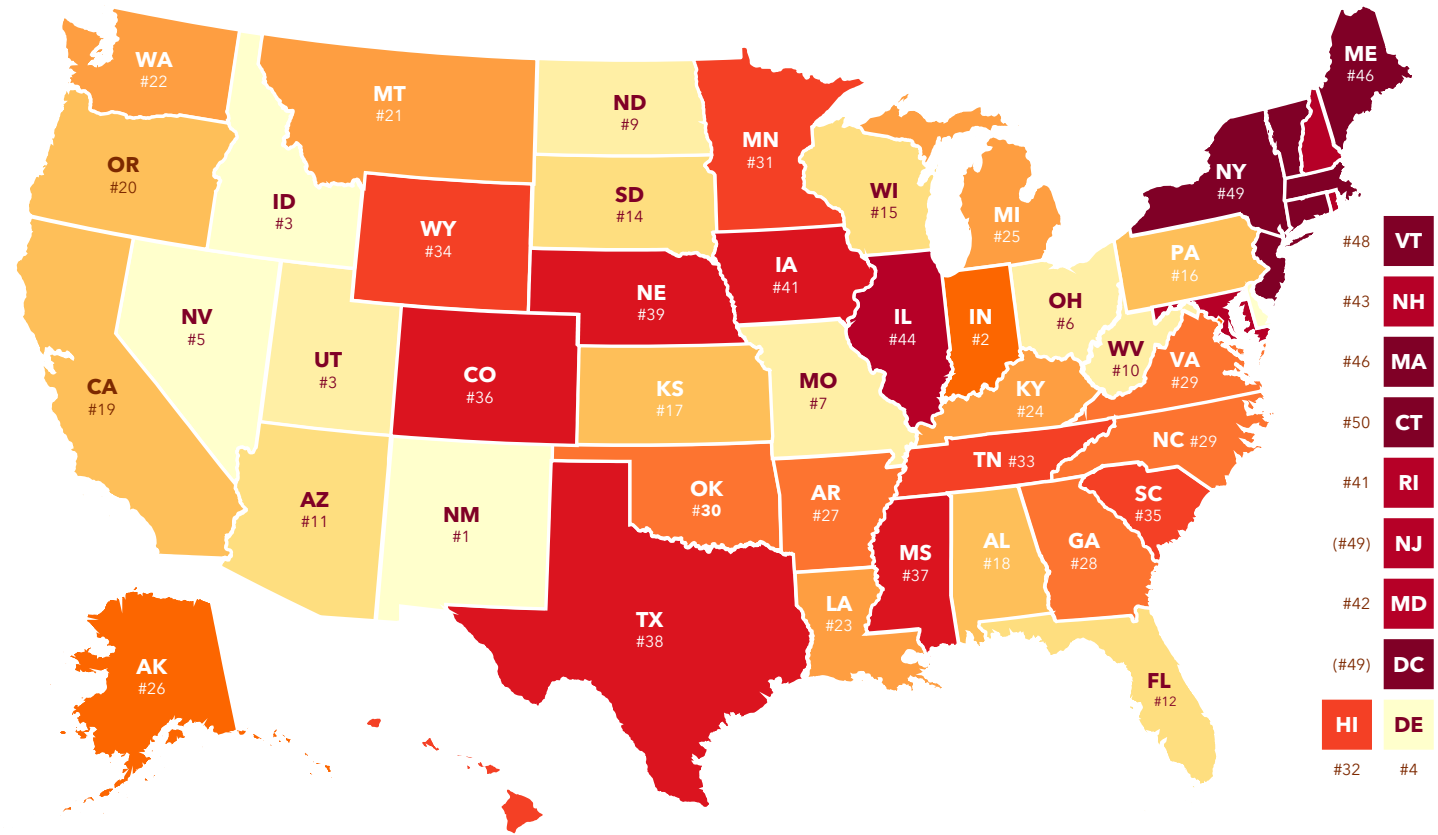 WA
#22
MT
#21
ND
#9
MN
#31
ME
#46
OR
#20
ID
#3
SD
#14
WI
#15
MI
#25
NY
#49
WY
#34
IA
#41
PA
#16
#48 VT
NE
#39
NV
#5
UT
#3
IL
#44
IN
#2
OH
#6
#43 NH
WV
#10
VA
#29
#46 MA
CA
#19
CO
#36
KS
#17
MO
#7
KY
#24
#50 CT
NC #29
TN #33
#41 RI
AZ
#11
NM
#1
OK
#30
AR
#27
SC
#35
(#49) NJ
MS
#37
AL
#18
GA
#28
#42 MD
TX
#38
LA
#23
(#49) DC
AK
#26
FL
#12
HI DE
#32 #4